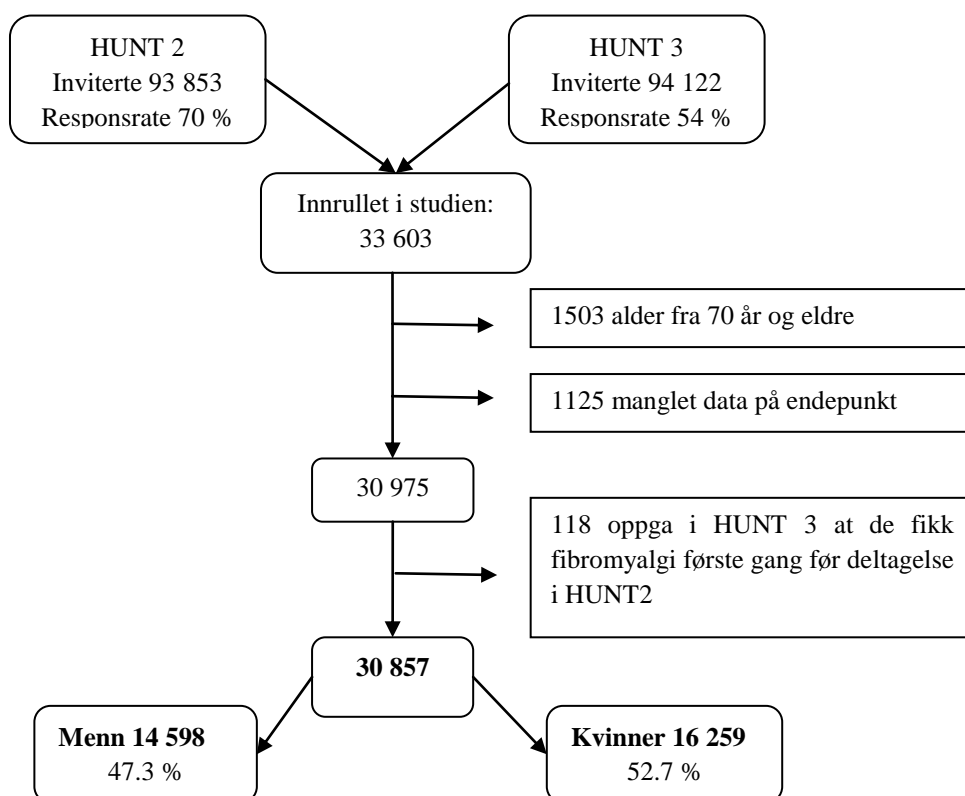 HUNT 2
Inviterte 93 853
Responsrate 70 %
HUNT 3
Inviterte 94 122
Responsrate 54 %
Innrullet i studien:
33 603
1503 alder fra 70 år og eldre
1125 manglet data på endepunkt
30 975
118 oppga i HUNT 3 at de fikk
fibromyalgi første gang før deltagelse
i HUNT2
30 857
Menn 14 598
47.3 %
Kvinner 16 259
52.7 %